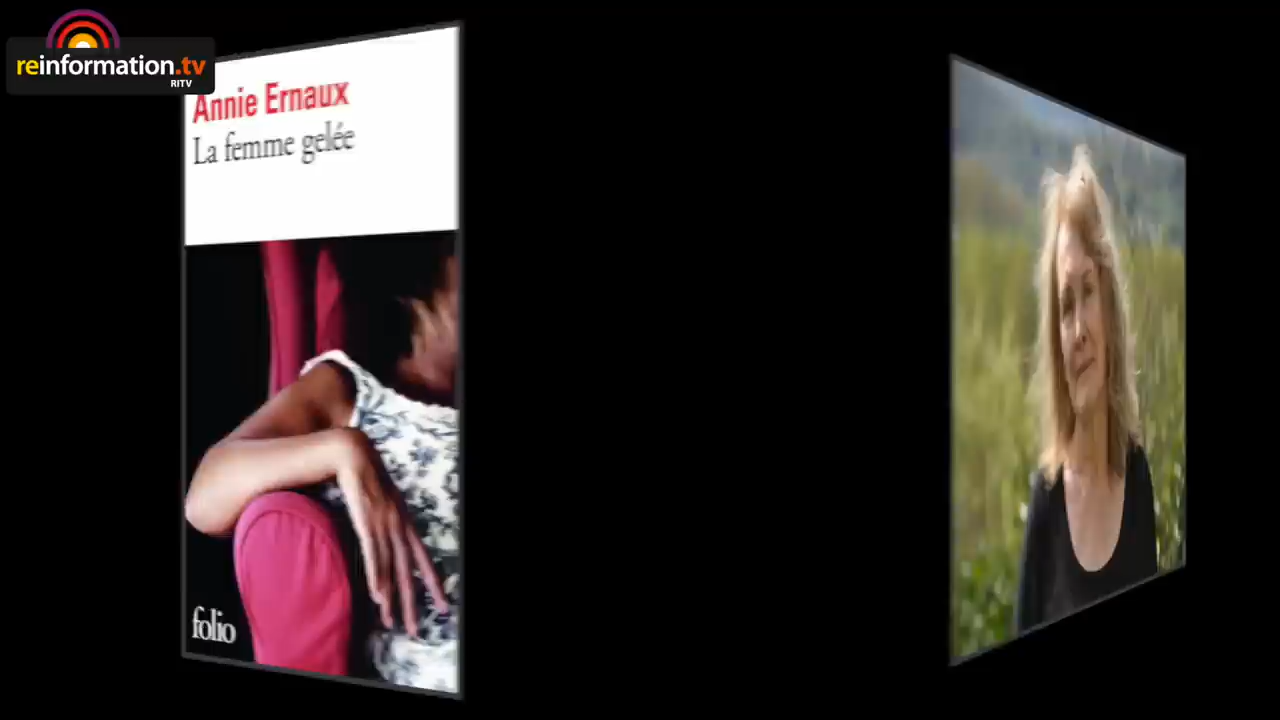 reinformation.tv
RITV
Annie Ernaux
La femme gelée
folio